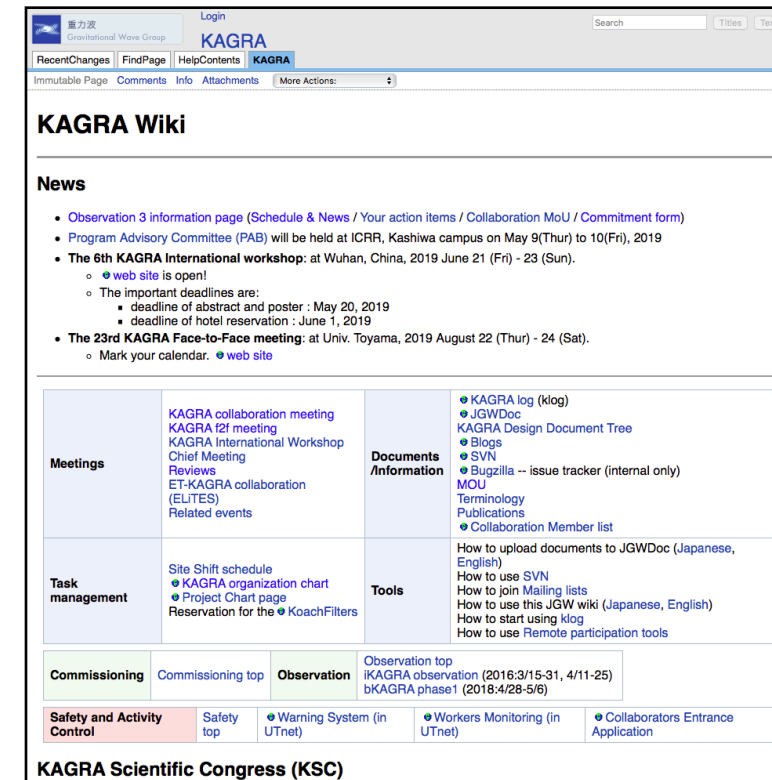 重力波
Gravitational Wave Group
Login
KAGRA
Search
Titles
RecentChanges FindPage HelpContents KAGRA
Immutable Page Comments Info Attachments More Actions:
KAGRA Wiki
News
• Observation 3 information page (Schedule & News / Your action items / Collaboration MoU / Commitment form)
• Program Advisory Committee (PAB) will be held at ICRR, Kashiwa campus on May 9(Thur) to 10(Fri), 2019
• The 6th KAGRA International workshop: at Wuhan, China, 2019 June 21 (Fri) - 23 (Sun).
web site is open!
The important deadlines are:
deadline of abstract and poster : May 20, 2019
deadline of hotel reservation : June 1, 2019
• The 23rd KAGRA Face-to-Face meeting: at Univ. Toyama, 2019 August 22 (Thur) - 24 (Sat).
Mark your calendar. web site
Meetings
KAGRA collaboration meeting
KAGRA f2f meeting
KAGRA International Workshop
Chief Meeting
Reviews
ET-KAGRA collaboration
(ELiTES)
Related events
Documents
/Information
KAGRA log (klog)
JGWDoc
KAGRA Design Document Tree
Blogs
SVN
Bugzilla -- issue tracker (internal only)
MOU
Terminology
Publications
Collaboration Member list
Task
management
Site Shift schedule
KAGRA organization chart
Project Chart page
Reservation for the KoachFilters
Tools
How to upload documents to JGWDoc (Japanese,
English)
How to use SVN
How to join Mailing lists
How to use this JGW wiki (Japanese, English)
How to start using klog
How to use Remote participation tools
Commissioning
Commissioning top
Observation
Observation top
iKAGRA observation (2016:3/15-31, 4/11-25)
bKAGRA phase1 (2018:4/28-5/6)
Safety and Activity
Control
Safety
top
Warning System (in
UTnet)
Workers Monitoring (in
UTnet)
Collaborators Entrance
Application
KAGRA Scientific Congress (KSC)